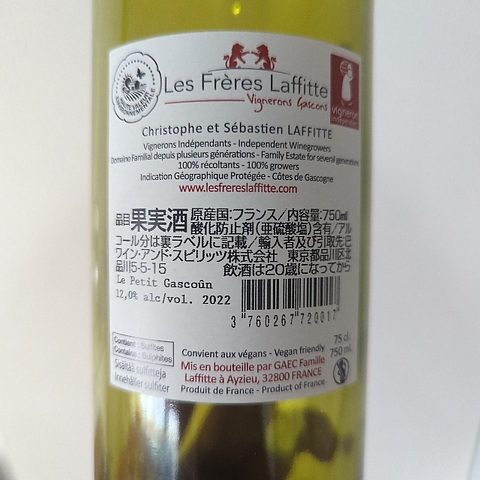 Les Frères Laffitte
Vignerons Gascons
vigneron
indépendant
Christophe et Sébastien LAFFITTE
Vignerons Indépendants - Independent Winegrowers
Domaine Familial depuis plusieurs générations - Family Estate for several generations
100% récoltants - 100% growers
Indication Géographique Protégée - Côtes de Gascogne
www.lesfrereslaffitte.com
品目果実酒 原産国:フランス/内容量:750ml
酸化防止剤(亜硫酸塩)含有/アル
コール分は裏ラベルに記載/輸入者及び引取先:
ワイン・アンド・スピリッツ株式会社 東京都品川区北
品川5-5-15 飲酒は20歳になってから
Le Petit Gascoûn
12,0% alc/vol. 2022
3 760267 720017
Contient : Sulfites
Contains : Sulphites
Sisältää sulfiitteja
Innehåller sulfiter
Convient aux végans - Vegan friendly
Mis en bouteille par GAEC Famille
Laffitte à Ayzieu, 32800 FRANCE
Produit de France - Product of France
75 cl
750 mL